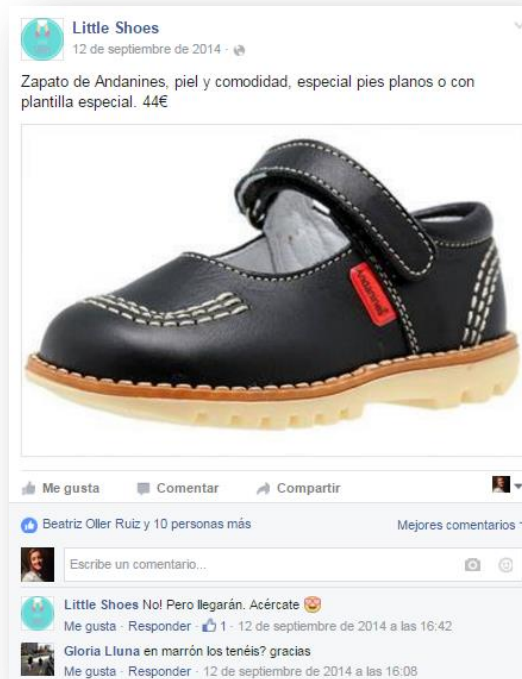 Little Shoes
12 de septiembre de 2014 ·
Zapato de Andanines, piel y comodidad, especial pies planos o con
plantilla especial. 44€
Andanines
Me gusta Comentar Compartir
Beatriz Oller Ruiz y 10 personas más Mejores comentarios
Escribe un comentario...
Little Shoes No! Pero llegarán. Acércate 😍
Me gusta · Responder · 1 · 12 de septiembre de 2014 a las 16:42
Gloria Lluna en marrón los tenéis? gracias
Me gusta · Responder · 12 de septiembre de 2014 a las 16:08